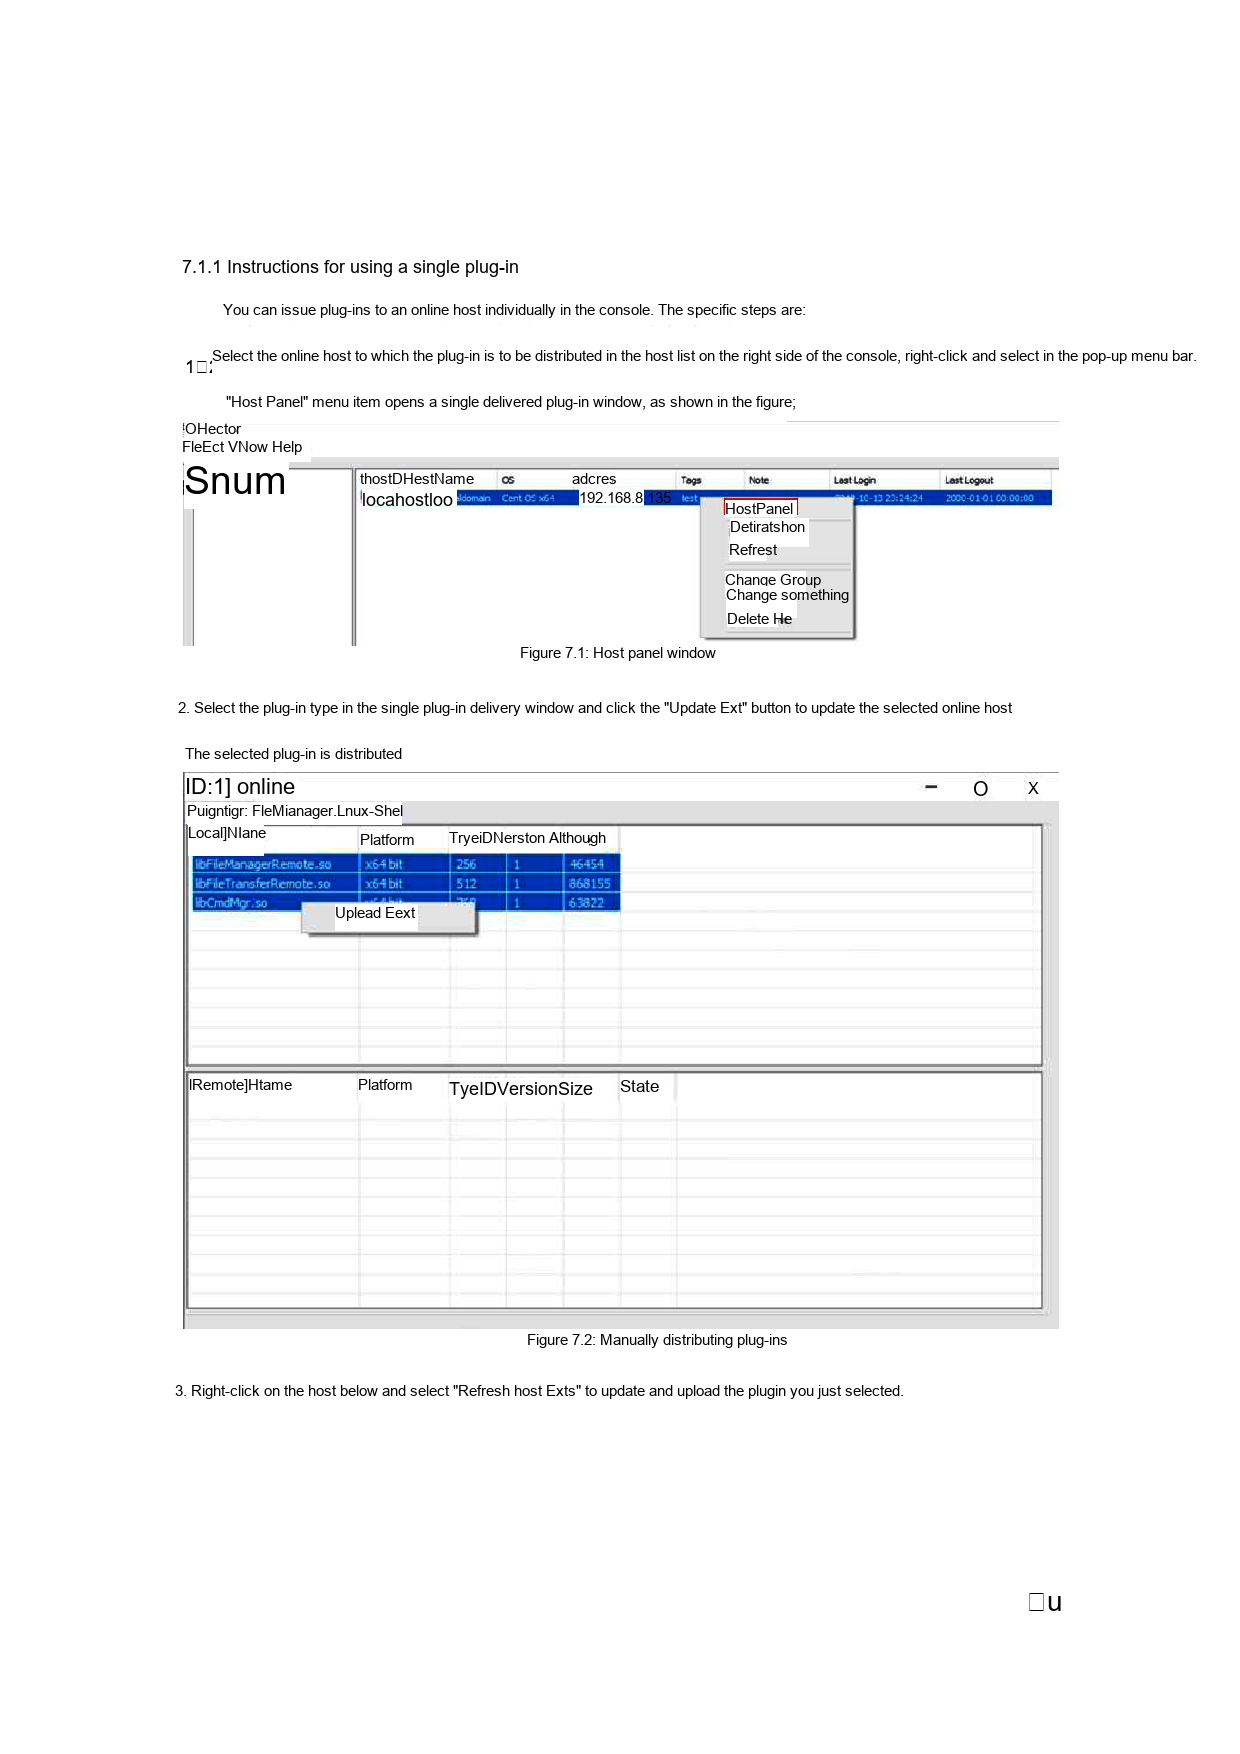 7.1.1 Instructions for using a single plug-in
You can issue plug-ins to an online host individually in the console. The specific steps are:
1
Select the online host to which the plug-in is to be distributed in the host list on the right side of the console, right-click and select in the pop-up menu bar.
"Host Panel" menu item opens a single delivered plug-in window, as shown in the figure;
!OHector
FleEct VNow Help
Snum
thostDHestName OS adcres Tags Note Last Login Last Logout
locahostloo ldomain Cent OS x64 192.168.8.135 test -10-13 23:24:24 2000-01-01 00:00:00
HostPanel
Detiratshon
Refrest
Change Group
Change something
Delete He
Figure 7.1: Host panel window
2. Select the plug-in type in the single plug-in delivery window and click the "Update Ext" button to update the selected online host
The selected plug-in is distributed
ID:1] online – O X
Puigntigr: FleMianager.Lnux-Shel
Local]NIane Platform TryeiDNerston Although
libFileManagerRemote.so x64 bit 256 1 46454
libFileTransferRemote.so x64 bit 512 1 868155
libCmdMgr.so 1 63822
Uplead Eext
lRemote]Htame Platform TyeIDVersionSize State
Figure 7.2: Manually distributing plug-ins
3. Right-click on the host below and select "Refresh host Exts" to update and upload the plugin you just selected.
□u